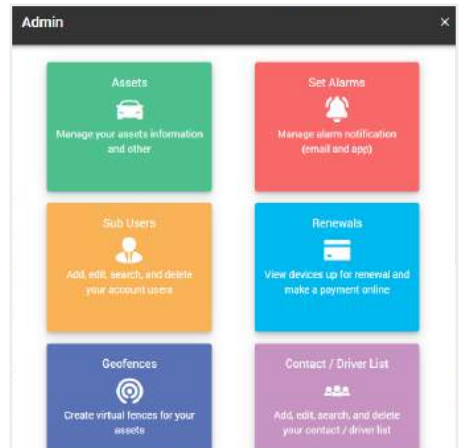 Admin
×
Assets
Manage your assets information
and other
Set Alarms
Manage alarm notification
(email and app)
Sub Users
Add, edit, search, and delete
your account users
Renewals
View devices up for renewal and
make a payment online
Geofences
Create virtual fences for your
assets
Contact / Driver List
Add, edit, search, and delete
your contact / driver list